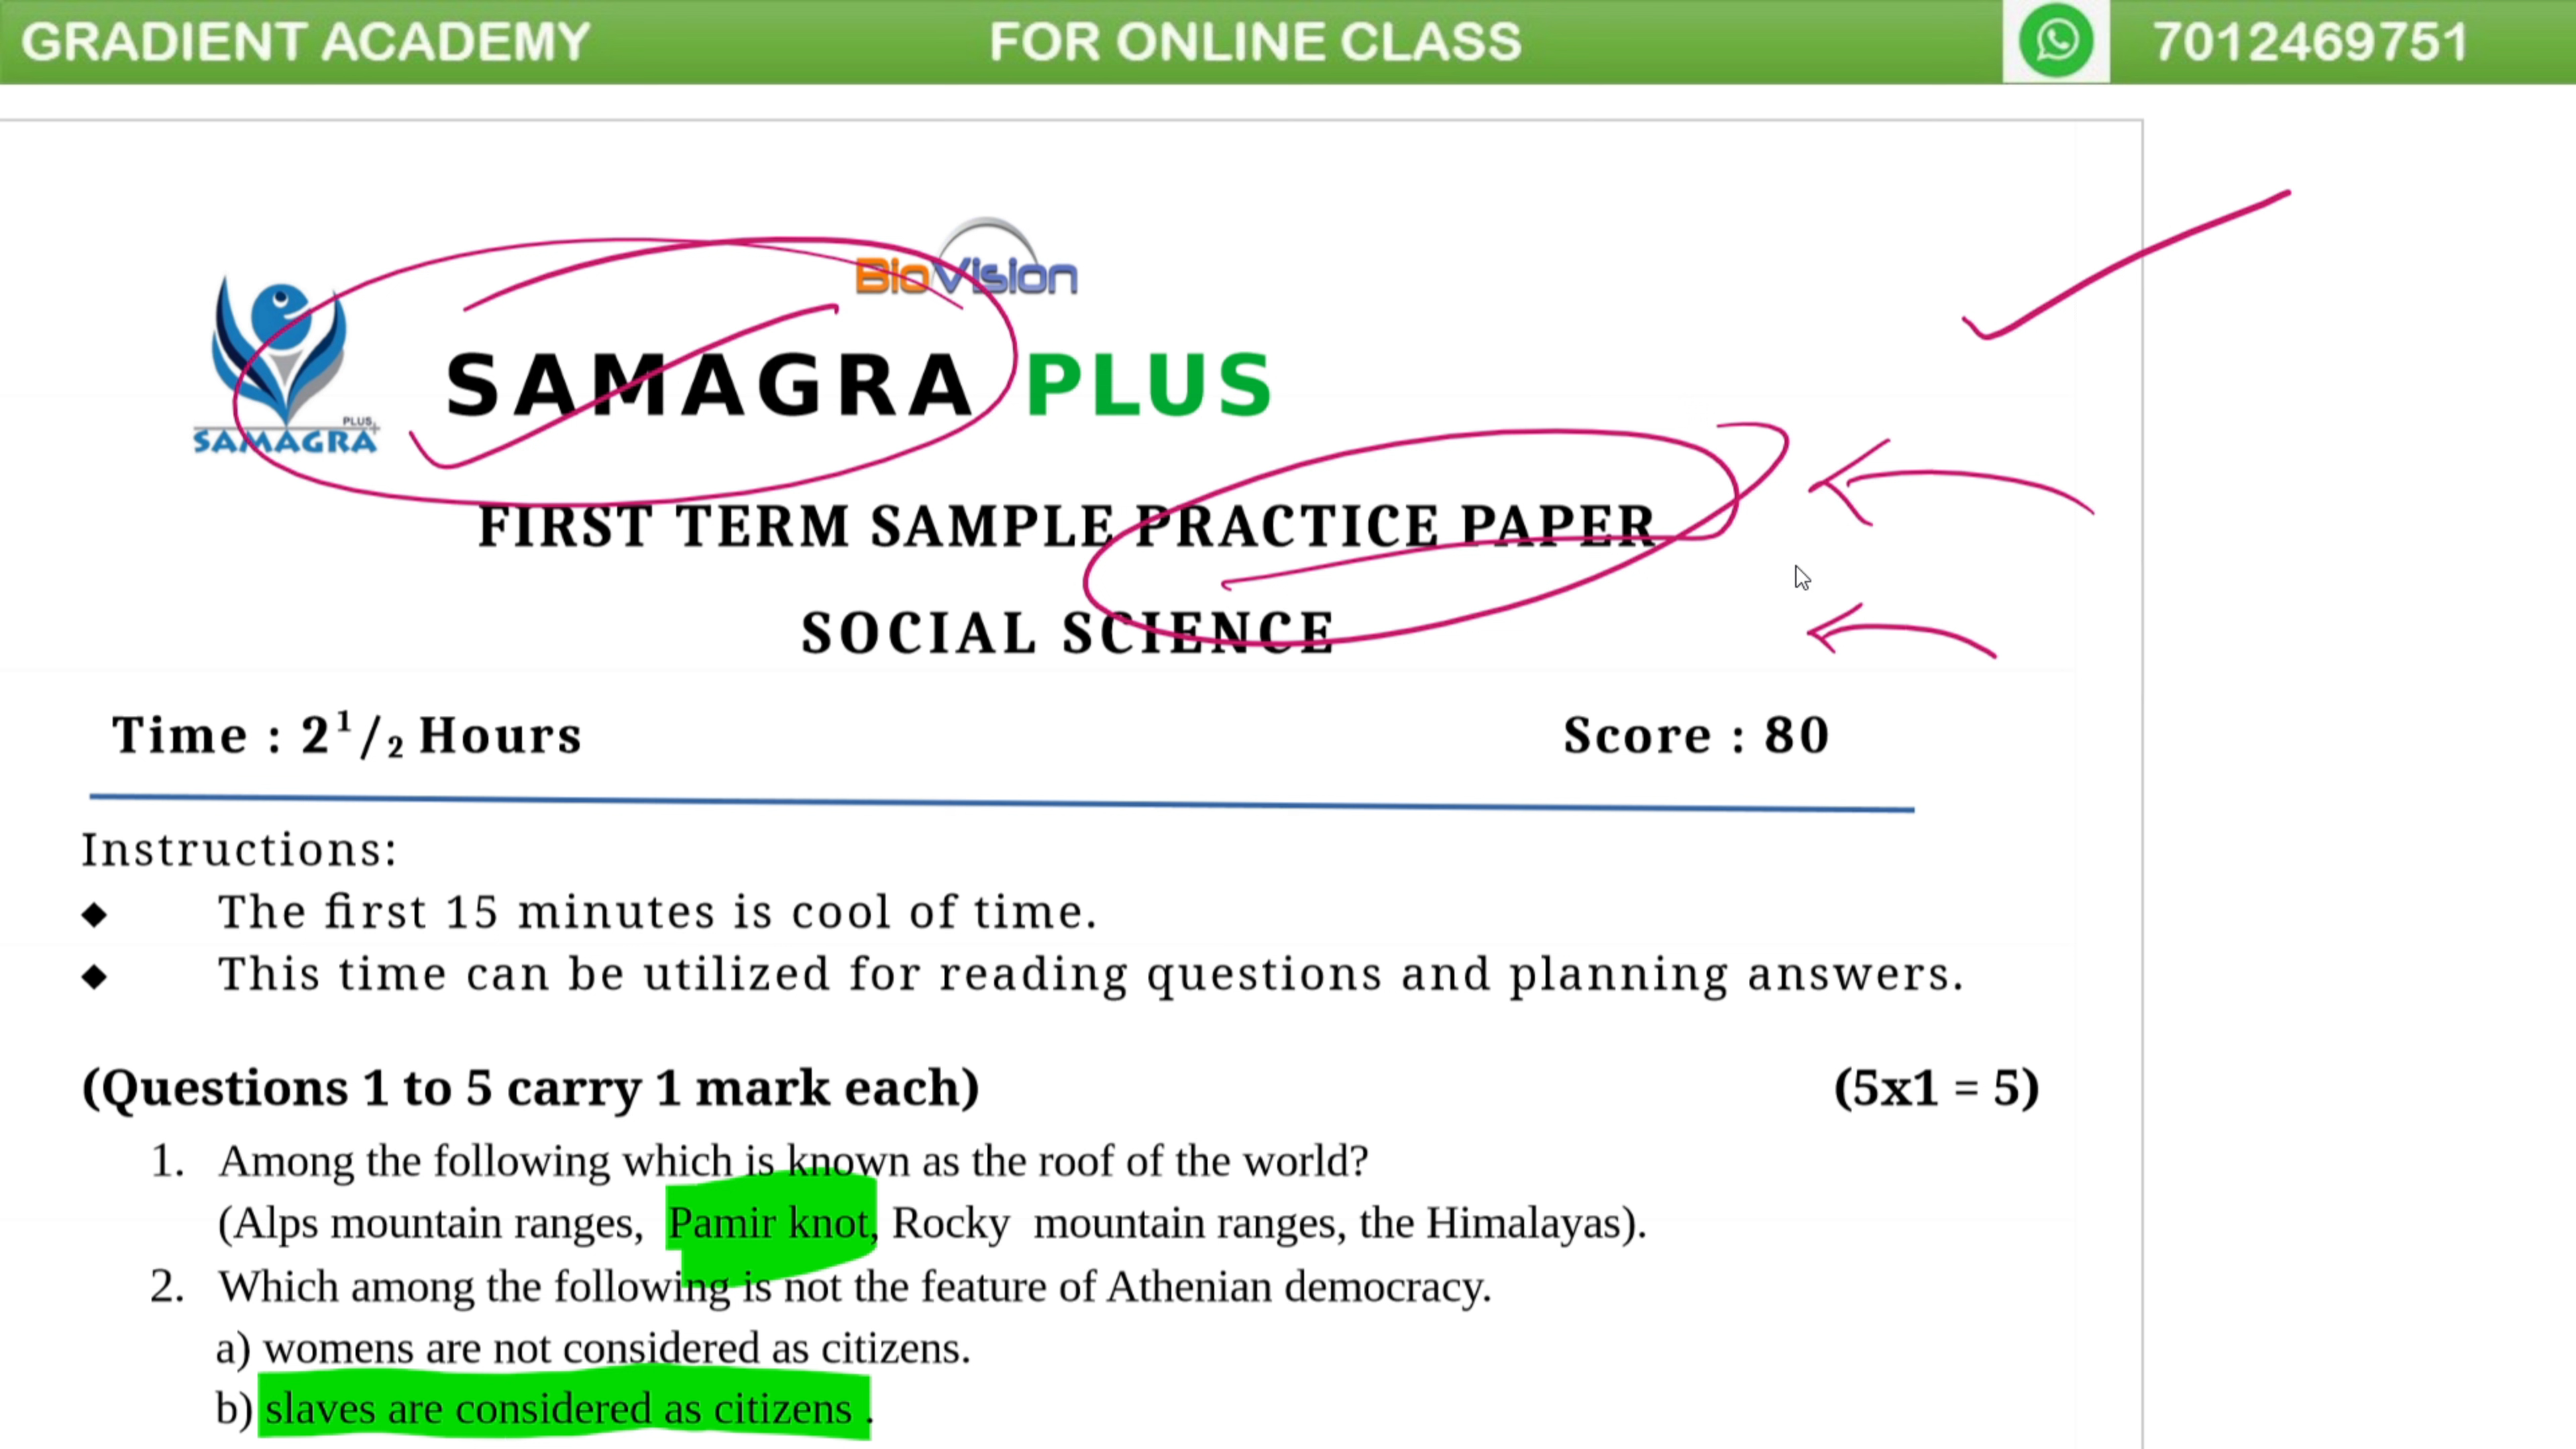 GRADIENT ACADEMY FOR ONLINE CLASS 7012469751
BioVision
PLUS
SAMAGRA
SAMAGRA PLUS
FIRST TERM SAMPLE PRACTICE PAPER
SOCIAL SCIENCE
Time : 2 1/2 Hours Score : 80
Instructions:
◆ The first 15 minutes is cool of time.
◆ This time can be utilized for reading questions and planning answers.
(Questions 1 to 5 carry 1 mark each) (5x1 = 5)
1. Among the following which is known as the roof of the world?
(Alps mountain ranges, Pamir knot, Rocky mountain ranges, the Himalayas).
2. Which among the following is not the feature of Athenian democracy.
a) womens are not considered as citizens.
b) slaves are considered as citizens .